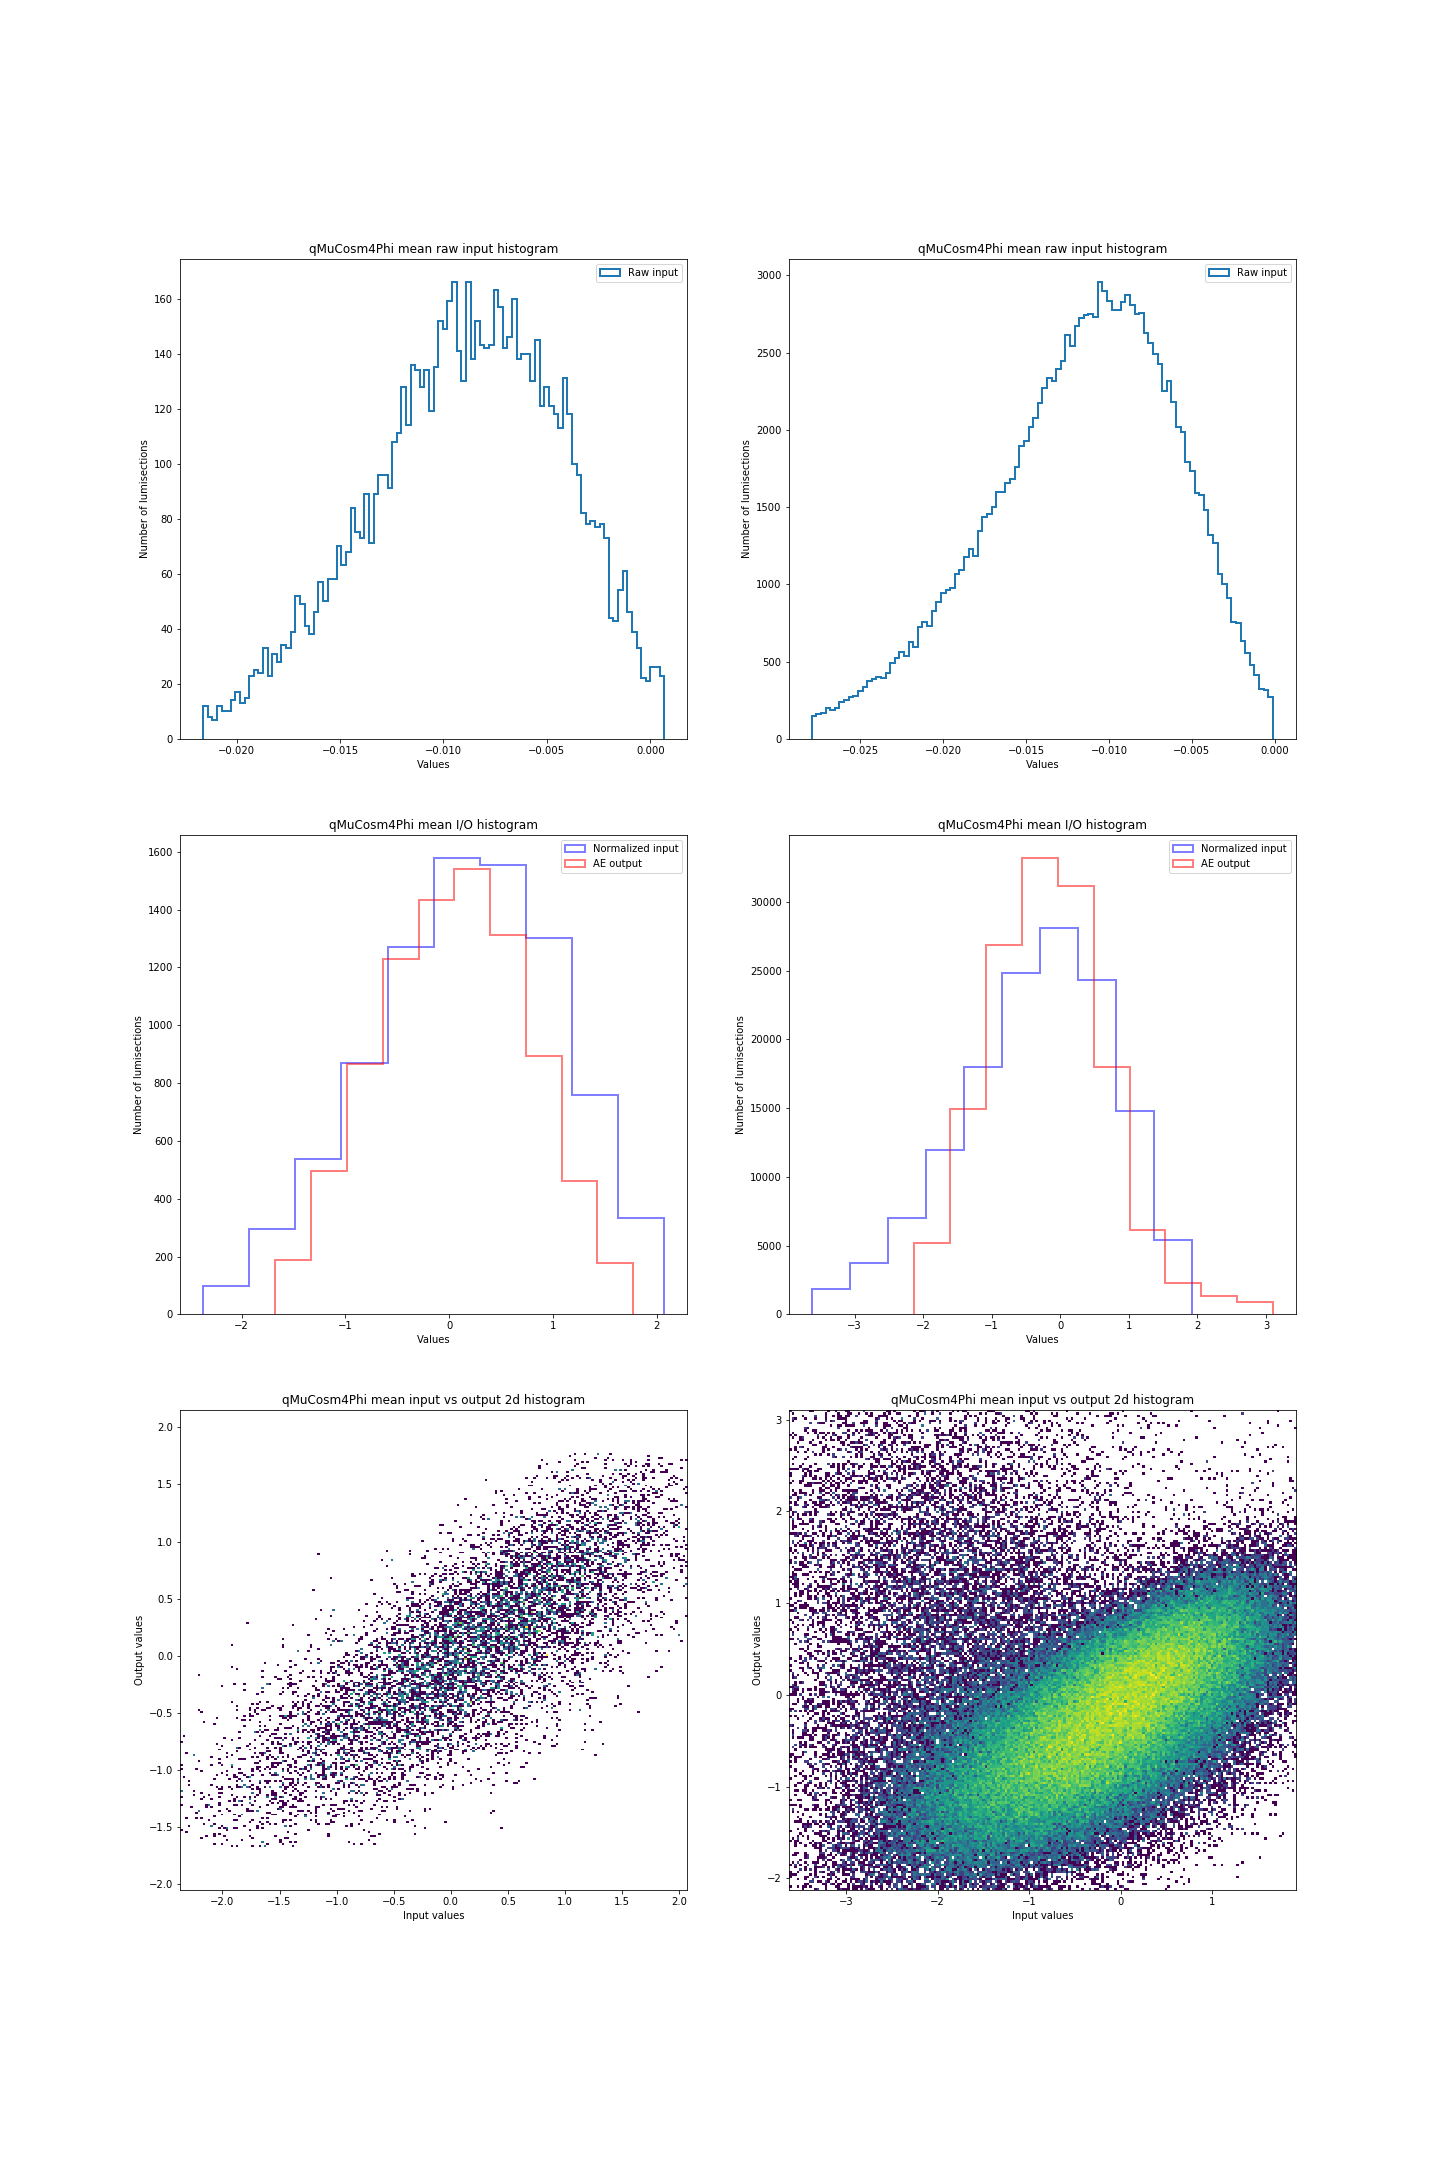 qMuCosm4Phi mean raw input histogram
Raw input
160
140
120
100
80
60
40
20
0
Number of lumisections
−0.020 −0.015 −0.010 −0.005 0.000
Values
qMuCosm4Phi mean raw input histogram
Raw input
3000
2500
2000
1500
1000
500
0
Number of lumisections
−0.025 −0.020 −0.015 −0.010 −0.005 0.000
Values
qMuCosm4Phi mean I/O histogram
Normalized input
AE output
1600
1400
1200
1000
800
600
400
200
0
Number of lumisections
−2 −1 0 1 2
Values
qMuCosm4Phi mean I/O histogram
Normalized input
AE output
30000
25000
20000
15000
10000
5000
0
Number of lumisections
−3 −2 −1 0 1 2 3
Values
qMuCosm4Phi mean input vs output 2d histogram
2.0
1.5
1.0
0.5
0.0
−0.5
−1.0
−1.5
−2.0
Output values
−2.0 −1.5 −1.0 −0.5 0.0 0.5 1.0 1.5 2.0
Input values
qMuCosm4Phi mean input vs output 2d histogram
3
2
1
0
−1
−2
Output values
−3 −2 −1 0 1
Input values